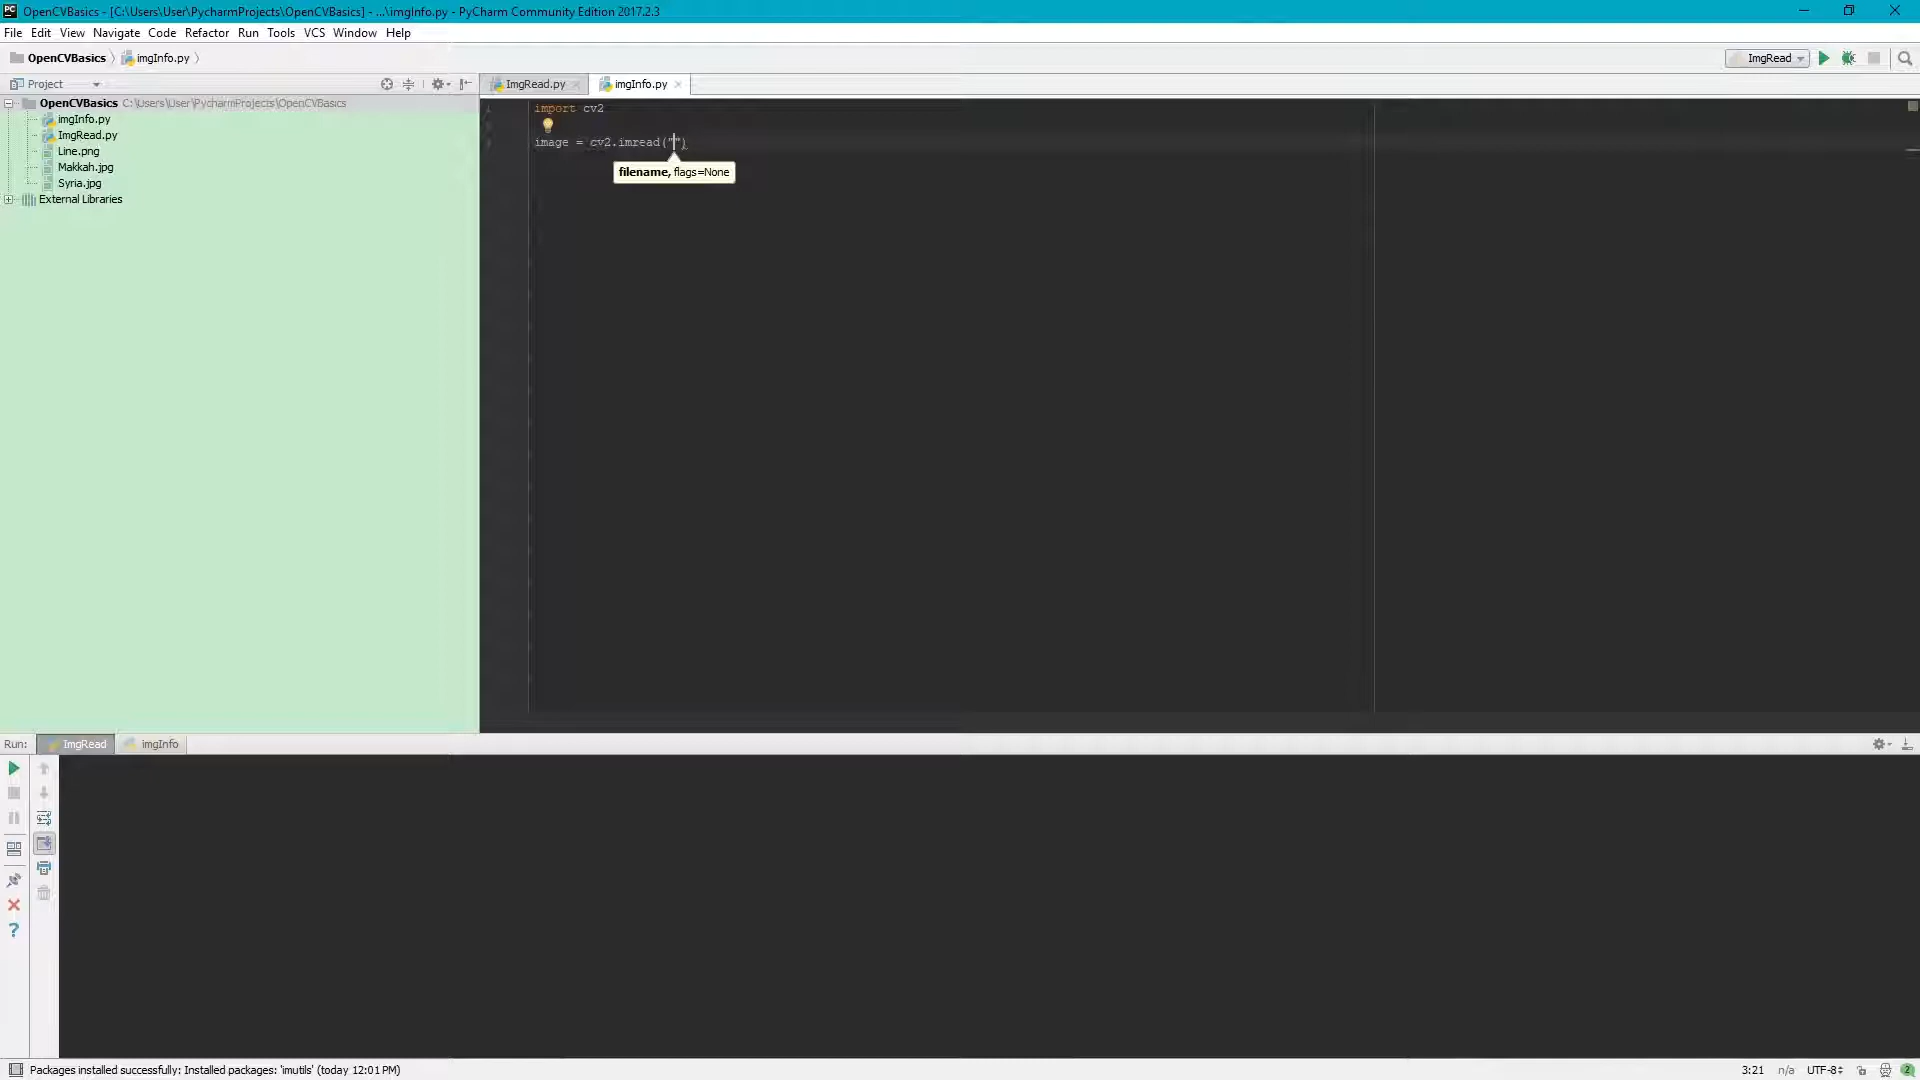 OpenCVBasics - [C:\Users\User\PycharmProjects\OpenCVBasics] - ...\imgInfo.py - PyCharm Community Edition 2017.2.3
File Edit View Navigate Code Refactor Run Tools VCS Window Help
OpenCVBasics imgInfo.py ImgRead
Project ImgRead.py imgInfo.py
OpenCVBasics C:\Users\User\PycharmProjects\OpenCVBasics
imgInfo.py
ImgRead.py
Line.png
Makkah.jpg
Syria.jpg
External Libraries
import cv2
image = cv2.imread("")
filename, flags=None
Run: ImgRead imgInfo
Packages installed successfully: Installed packages: 'imutils' (today 12:01 PM) 3:21 n/a UTF-8 2